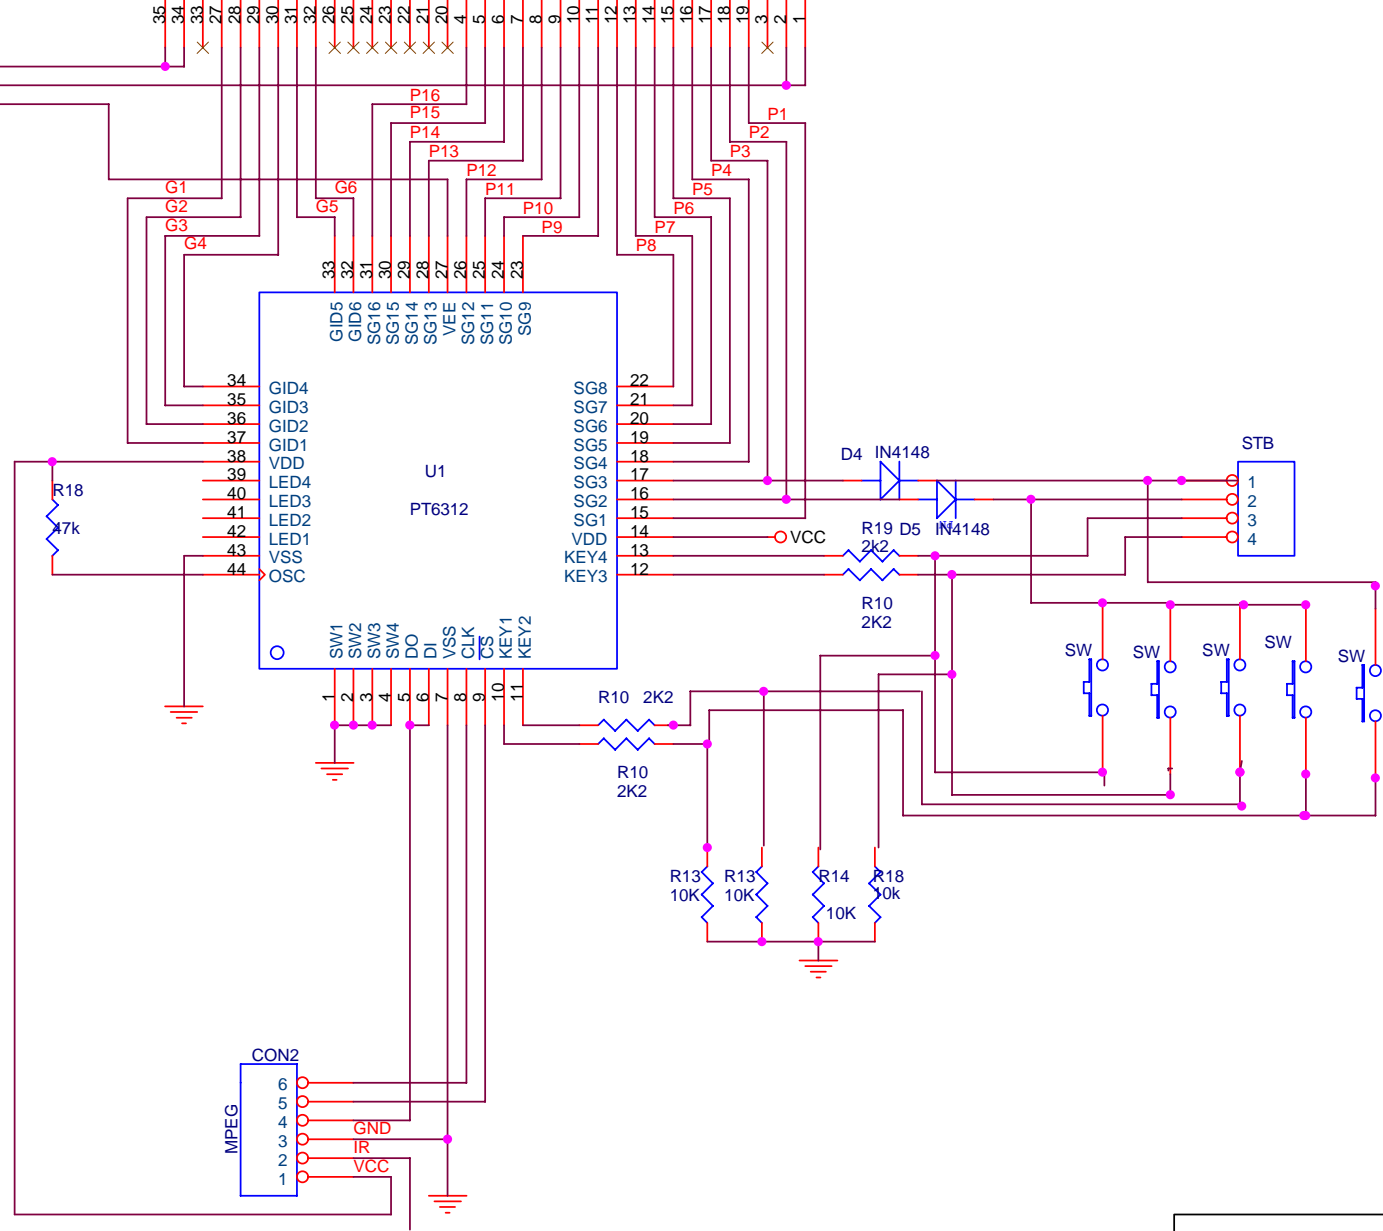 35 34 33 27 28 29 30 31 32 26 25 24 23 22 21 20 4 5 6 7 8 9 10 11 12 13 14 15 16 17 18 19 3 2 1
P16
P15
P14
P13
P12
P11
P10
P9
P1
P2
P3
P4
P5
P6
P7
P8
G1
G2
G3
G4
G6
G5
33 32 31 30 29 28 27 26 25 24 23
GID5 GID6 SG16 SG15 SG14 SG13 VEE SG12 SG11 SG10 SG9
34 GID4
35 GID3
36 GID2
37 GID1
38 VDD
39 LED4
40 LED3
41 LED2
42 LED1
43 VSS
44 OSC
U1
PT6312
SG8 22
SG7 21
SG6 20
SG5 19
SG4 18
SG3 17
SG2 16
SG1 15
VDD 14
KEY4 13
KEY3 12
SW1 SW2 SW3 SW4 DO DI VSS CLK CS KEY1 KEY2
1 2 3 4 5 6 7 8 9 10 11
R18
47k
D4 IN4148
D5 IN4148
VCC
R19
2k2
R10
2K2
STB
1
2
3
4
SW SW SW SW SW
R10 2K2
R10
2K2
R13
10K
R13
10K
R14
10K
R18
10k
CON2
MPEG
6
5
4
3 GND
2 IR
1 VCC